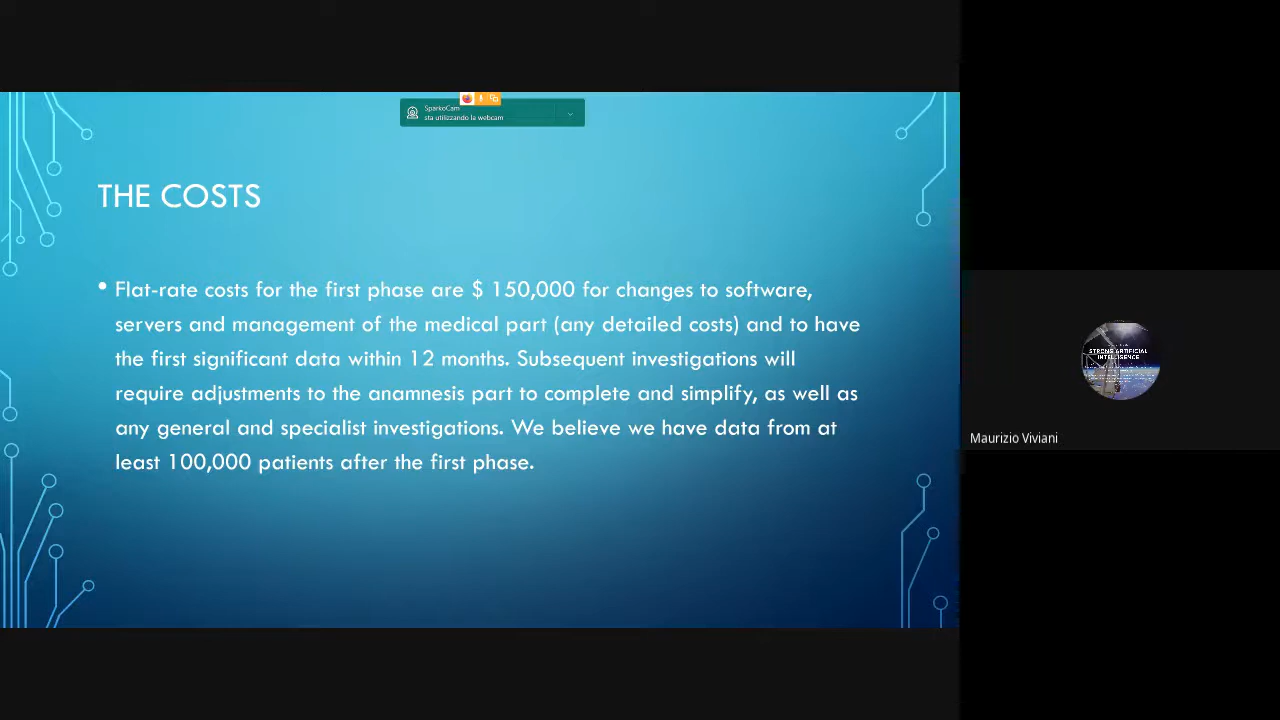 SparkoCam
sta utilizzando la webcam
THE COSTS
• Flat-rate costs for the first phase are $ 150,000 for changes to software,
servers and management of the medical part (any detailed costs) and to have
the first significant data within 12 months. Subsequent investigations will
require adjustments to the anamnesis part to complete and simplify, as well as
any general and specialist investigations. We believe we have data from at
least 100,000 patients after the first phase.
STRONG ARTIFICIAL
INTELLIGENCE
Maurizio Viviani